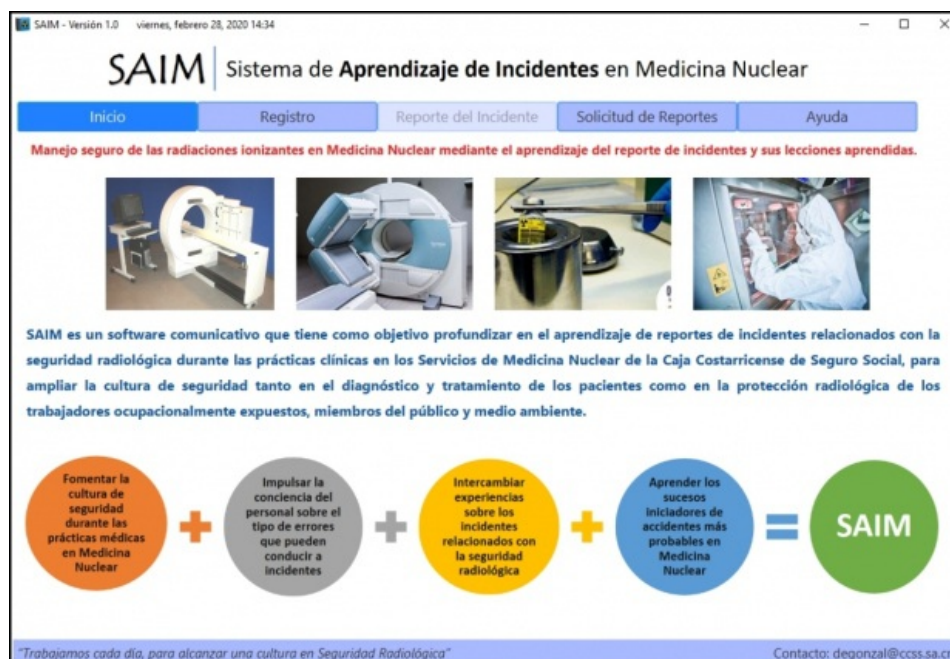 SAIM - Versión 1.0 viernes, febrero 28, 2020 14:34
SAIM Sistema de Aprendizaje de Incidentes en Medicina Nuclear
Inicio Registro Reporte del Incidente Solicitud de Reportes Ayuda
Manejo seguro de las radiaciones ionizantes en Medicina Nuclear mediante el aprendizaje del reporte de incidentes y sus lecciones aprendidas.
SAIM es un software comunicativo que tiene como objetivo profundizar en el aprendizaje de reportes de incidentes relacionados con la
seguridad radiológica durante las prácticas clínicas en los Servicios de Medicina Nuclear de la Caja Costarricense de Seguro Social, para
ampliar la cultura de seguridad tanto en el diagnóstico y tratamiento de los pacientes como en la protección radiológica de los
trabajadores ocupacionalmente expuestos, miembros del público y medio ambiente.
Fomentar la
cultura de
seguridad
durante las
prácticas médicas
en Medicina
Nuclear
+
Impulsar la
conciencia del
personal sobre el
tipo de errores
que pueden
conducir a
incidentes
+
Intercambiar
experiencias
sobre los
incidentes
relacionados con
la seguridad
radiológica
+
Aprender los
sucesos
iniciadores de
accidentes más
probables en
Medicina
Nuclear
=
SAIM
"Trabajamos cada día, para alcanzar una cultura en Seguridad Radiológica" Contacto: degonzal@ccss.sa.cr